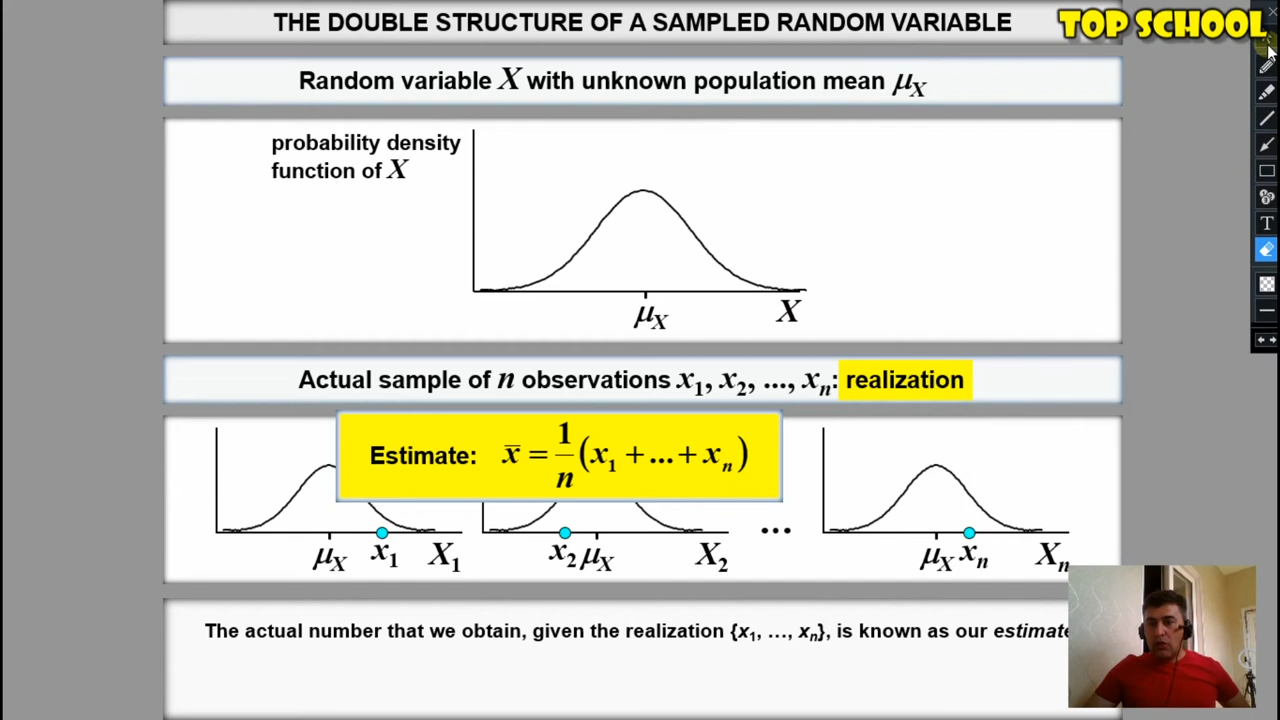 THE DOUBLE STRUCTURE OF A SAMPLED RANDOM VARIABLE
TOP SCHOOL
Random variable X with unknown population mean μX
probability density
function of X
μX X
Actual sample of n observations x1, x2, ..., xn: realization
Estimate: x̄ = 1/n (x1 + ... + xn)
...
μX x1 X1 x2 μX X2 μX xn Xn
The actual number that we obtain, given the realization {x1, …, xn}, is known as our estimate
T